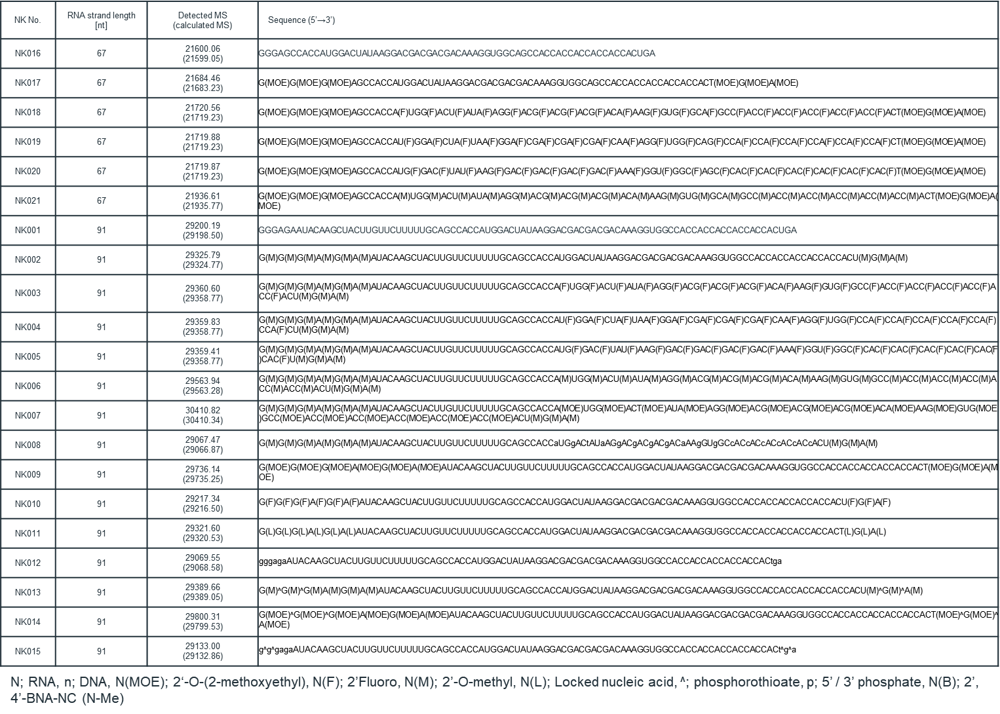 NK No.
RNA strand length
[nt]
Detected MS
(calculated MS)
Sequence (5’→3’)
NK016
67
21600.06
(21599.05)
GGGAGCCACCAUGGACUAUAAGGACGACGACGACAAAGGUGGCAGCCACCACCACCACCACCACUGA
NK017
67
21684.46
(21683.23)
G(MOE)G(MOE)G(MOE)AGCCACCAUGGACUAUAAGGACGACGACGACAAAGGUGGCAGCCACCACCACCACCACCACT(MOE)G(MOE)A(MOE)
NK018
67
21720.56
(21719.23)
G(MOE)G(MOE)G(MOE)AGCCACCA(F)UGG(F)ACU(F)AUA(F)AGG(F)ACG(F)ACG(F)ACG(F)ACA(F)AAG(F)GUG(F)GCA(F)GCC(F)ACC(F)ACC(F)ACC(F)ACC(F)ACC(F)ACT(MOE)G(MOE)A(MOE)
NK019
67
21719.88
(21719.23)
G(MOE)G(MOE)G(MOE)AGCCACCAU(F)GGA(F)CUA(F)UAA(F)GGA(F)CGA(F)CGA(F)CGA(F)CAA(F)AGG(F)UGG(F)CAG(F)CCA(F)CCA(F)CCA(F)CCA(F)CCA(F)CCA(F)CT(MOE)G(MOE)A(MOE)
NK020
67
21719.87
(21719.23)
G(MOE)G(MOE)G(MOE)AGCCACCAUG(F)GAC(F)UAU(F)AAG(F)GAC(F)GAC(F)GAC(F)GAC(F)AAA(F)GGU(F)GGC(F)AGC(F)CAC(F)CAC(F)CAC(F)CAC(F)CAC(F)CAC(F)T(MOE)G(MOE)A(MOE)
NK021
67
21936.61
(21935.77)
G(MOE)G(MOE)G(MOE)AGCCACCA(M)UGG(M)ACU(M)AUA(M)AGG(M)ACG(M)ACG(M)ACG(M)ACA(M)AAG(M)GUG(M)GCA(M)GCC(M)ACC(M)ACC(M)ACC(M)ACC(M)ACC(M)ACT(MOE)G(MOE)A(
MOE)
NK001
91
29200.19
(29198.50)
GGGAGAAUACAAGCUACUUGUUCUUUUUGCAGCCACCAUGGACUAUAAGGACGACGACGACAAAGGUGGCCACCACCACCACCACCACUGA
NK002
91
29325.79
(29324.77)
G(M)G(M)G(M)A(M)G(M)A(M)AUACAAGCUACUUGUUCUUUUUGCAGCCACCAUGGACUAUAAGGACGACGACGACAAAGGUGGCCACCACCACCACCACCACU(M)G(M)A(M)
NK003
91
29360.60
(29358.77)
G(M)G(M)G(M)A(M)G(M)A(M)AUACAAGCUACUUGUUCUUUUUGCAGCCACCA(F)UGG(F)ACU(F)AUA(F)AGG(F)ACG(F)ACG(F)ACG(F)ACA(F)AAG(F)GUG(F)GCC(F)ACC(F)ACC(F)ACC(F)ACC(F)A
CC(F)ACU(M)G(M)A(M)
NK004
91
29359.83
(29358.77)
G(M)G(M)G(M)A(M)G(M)A(M)AUACAAGCUACUUGUUCUUUUUGCAGCCACCAU(F)GGA(F)CUA(F)UAA(F)GGA(F)CGA(F)CGA(F)CGA(F)CAA(F)AGG(F)UGG(F)CCA(F)CCA(F)CCA(F)CCA(F)CCA(F)
CCA(F)CU(M)G(M)A(M)
NK005
91
29359.41
(29358.77)
G(M)G(M)G(M)A(M)G(M)A(M)AUACAAGCUACUUGUUCUUUUUGCAGCCACCAUG(F)GAC(F)UAU(F)AAG(F)GAC(F)GAC(F)GAC(F)GAC(F)AAA(F)GGU(F)GGC(F)CAC(F)CAC(F)CAC(F)CAC(F)CAC(F
)CAC(F)U(M)G(M)A(M)
NK006
91
29563.94
(29563.28)
G(M)G(M)G(M)A(M)G(M)A(M)AUACAAGCUACUUGUUCUUUUUGCAGCCACCA(M)UGG(M)ACU(M)AUA(M)AGG(M)ACG(M)ACG(M)ACG(M)ACA(M)AAG(M)GUG(M)GCC(M)ACC(M)ACC(M)ACC(M)A
CC(M)ACC(M)ACU(M)G(M)A(M)
NK007
91
30410.82
(30410.34)
G(M)G(M)G(M)A(M)G(M)A(M)AUACAAGCUACUUGUUCUUUUUGCAGCCACCA(MOE)UGG(MOE)ACT(MOE)AUA(MOE)AGG(MOE)ACG(MOE)ACG(MOE)ACG(MOE)ACA(MOE)AAG(MOE)GUG(MOE
)GCC(MOE)ACC(MOE)ACC(MOE)ACC(MOE)ACC(MOE)ACC(MOE)ACU(M)G(M)A(M)
NK008
91
29067.47
(29066.87)
G(M)G(M)G(M)A(M)G(M)A(M)AUACAAGCUACUUGUUCUUUUUGCAGCCACCaUGgACtAUaAGgACgACgACgACaAAgGUgGCcACcACcACcACcACcACU(M)G(M)A(M)
NK009
91
29736.14
(29735.25)
G(MOE)G(MOE)G(MOE)A(MOE)G(MOE)A(MOE)AUACAAGCUACUUGUUCUUUUUGCAGCCACCAUGGACUAUAAGGACGACGACGACAAAGGUGGCCACCACCACCACCACCACT(MOE)G(MOE)A(M
OE)
NK010
91
29217.34
(29216.50)
G(F)G(F)G(F)A(F)G(F)A(F)AUACAAGCUACUUGUUCUUUUUGCAGCCACCAUGGACUAUAAGGACGACGACGACAAAGGUGGCCACCACCACCACCACCACU(F)G(F)A(F)
NK011
91
29321.60
(29320.53)
G(L)G(L)G(L)A(L)G(L)A(L)AUACAAGCUACUUGUUCUUUUUGCAGCCACCAUGGACUAUAAGGACGACGACGACAAAGGUGGCCACCACCACCACCACCACT(L)G(L)A(L)
NK012
91
29069.55
(29068.58)
gggagaAUACAAGCUACUUGUUCUUUUUGCAGCCACCAUGGACUAUAAGGACGACGACGACAAAGGUGGCCACCACCACCACCACCACtga
NK013
91
29389.66
(29389.05)
G(M)^G(M)^G(M)A(M)G(M)A(M)AUACAAGCUACUUGUUCUUUUUGCAGCCACCAUGGACUAUAAGGACGACGACGACAAAGGUGGCCACCACCACCACCACCACU(M)^G(M)^A(M)
NK014
91
29800.31
(29799.53)
G(MOE)^G(MOE)^G(MOE)A(MOE)G(MOE)A(MOE)AUACAAGCUACUUGUUCUUUUUGCAGCCACCAUGGACUAUAAGGACGACGACGACAAAGGUGGCCACCACCACCACCACCACT(MOE)^G(MOE)^
A(MOE)
NK015
91
29133.00
(29132.86)
g^g^gagaAUACAAGCUACUUGUUCUUUUUGCAGCCACCAUGGACUAUAAGGACGACGACGACAAAGGUGGCCACCACCACCACCACCACt^g^a
N; RNA, n; DNA, N(MOE); 2‘-O-(2-methoxyethyl), N(F); 2’Fluoro, N(M); 2’-O-methyl, N(L); Locked nucleic acid, ^; phosphorothioate, p; 5’ / 3’ phosphate, N(B); 2’,
4’-BNA-NC (N-Me)